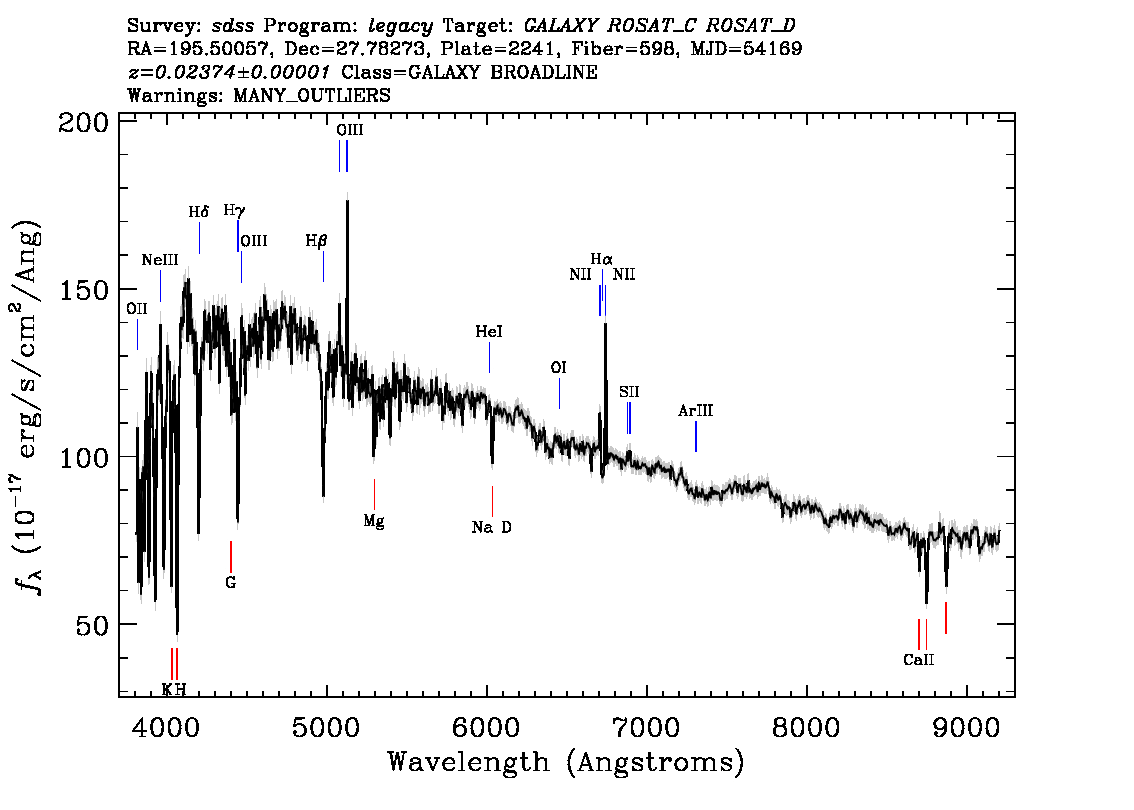 Survey: sdss Program: legacy Target: GALAXY ROSAT_C ROSAT_D
RA=195.50057, Dec=27.78273, Plate=2241, Fiber=598, MJD=54169
z=0.02374±0.00001 Class=GALAXY BROADLINE
Warnings: MANY_OUTLIERS
200
150
100
50
OIII
Hδ
Hγ
OIII
Hβ
NeIII
OII
Hα
NII
NII
HeI
OI
SII
ArIII
Mg
Na D
G
KH
CaII
4000 5000 6000 7000 8000 9000
Wavelength (Angstroms)
f_λ (10^-17 erg/s/cm^2/Ang)